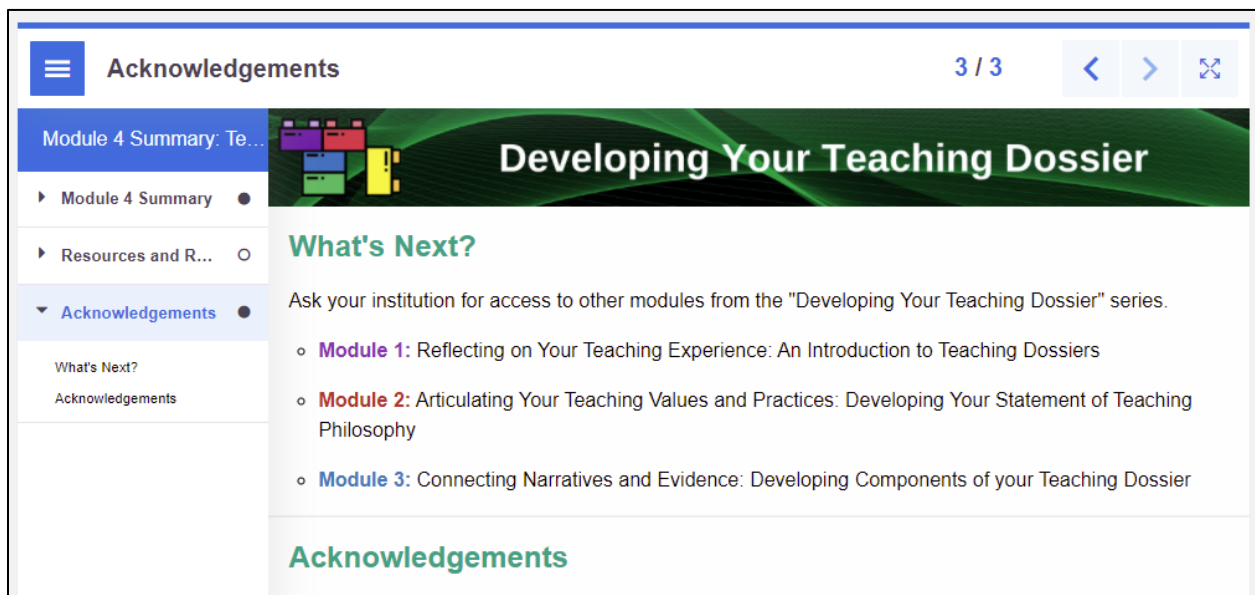 Acknowledgements
3 / 3
Module 4 Summary: Te...
Module 4 Summary
Resources and R...
Acknowledgements
What's Next?
Acknowledgements
Developing Your Teaching Dossier
What's Next?
Ask your institution for access to other modules from the "Developing Your Teaching Dossier" series.
Module 1: Reflecting on Your Teaching Experience: An Introduction to Teaching Dossiers
Module 2: Articulating Your Teaching Values and Practices: Developing Your Statement of Teaching
Philosophy
Module 3: Connecting Narratives and Evidence: Developing Components of your Teaching Dossier
Acknowledgements